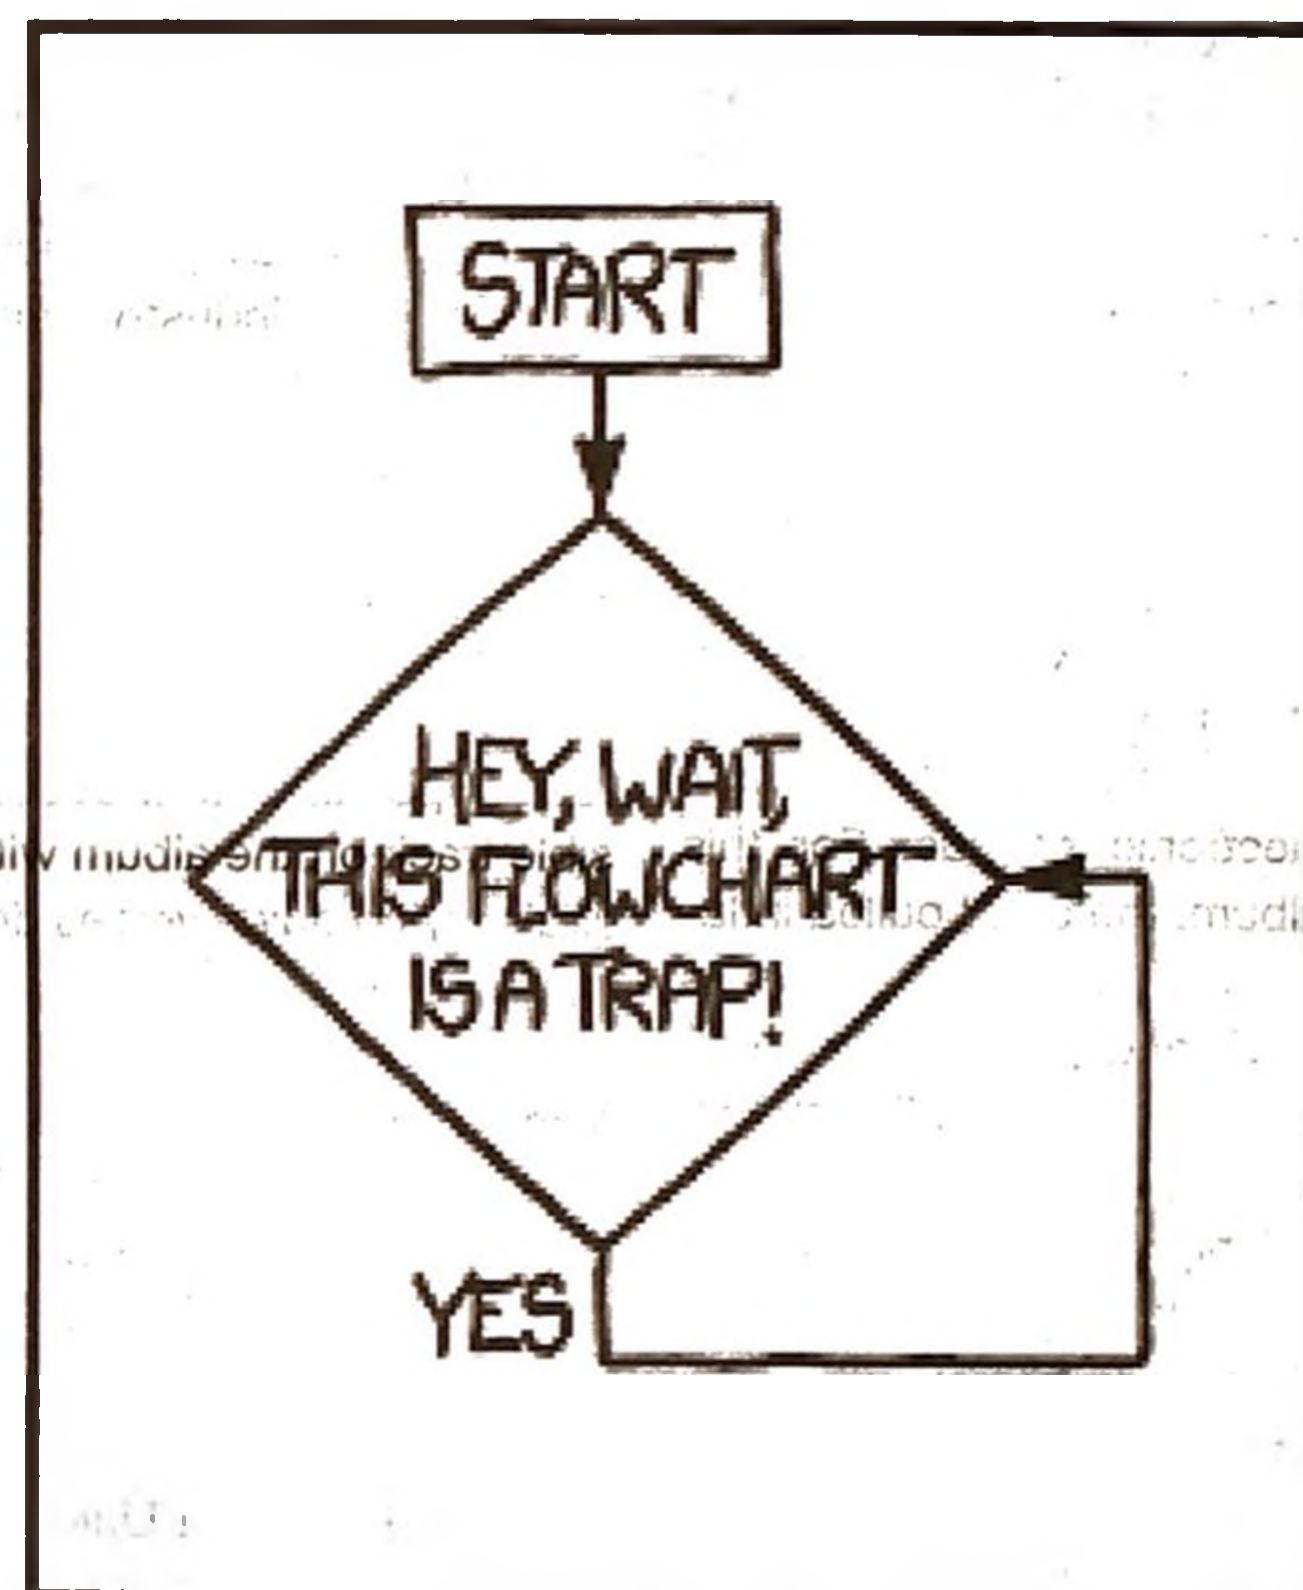 START
HEY, WAIT,
THIS FLOWCHART
IS A TRAP!
YES